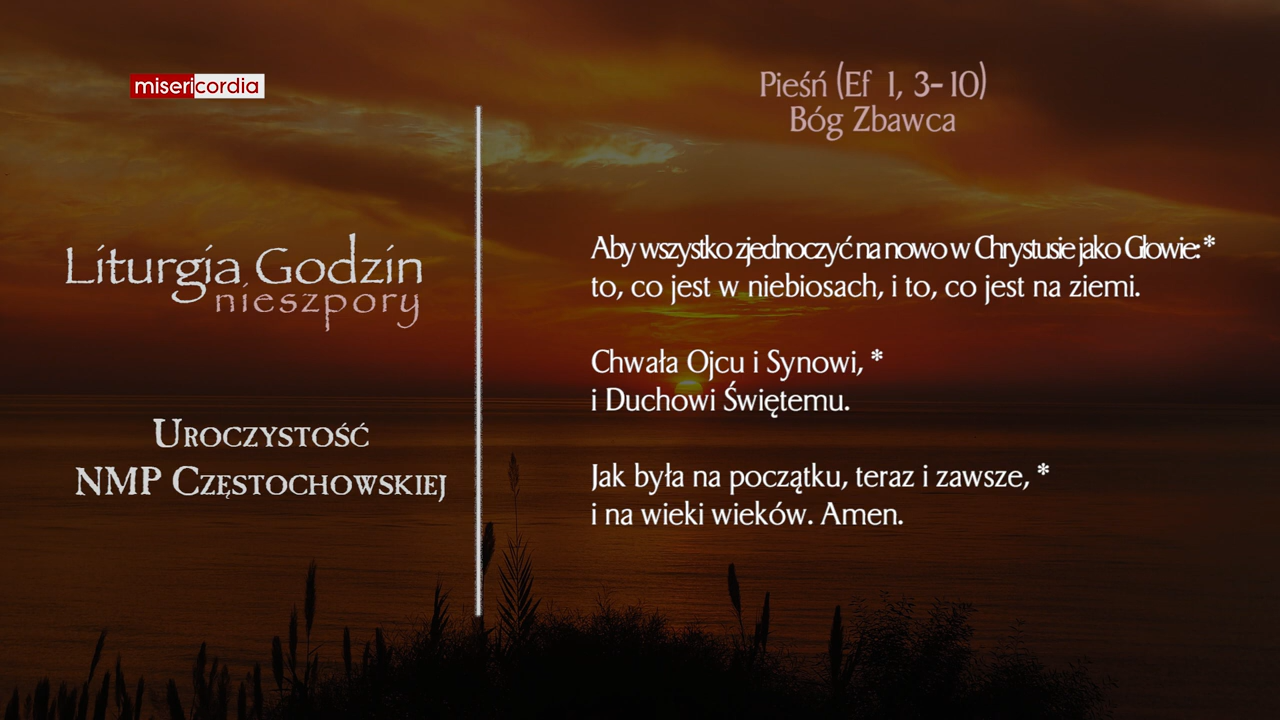 misericordia
Liturgia Godzin
nieszpory
Uroczystość
NMP Częstochowskiej
Pieśń (Ef 1, 3-10)
Bóg Zbawca
Aby wszystko zjednoczyć na nowo w Chrystusie jako Głowie: *
to, co jest w niebiosach, i to, co jest na ziemi.
Chwała Ojcu i Synowi, *
i Duchowi Świętemu.
Jak była na początku, teraz i zawsze, *
i na wieki wieków. Amen.